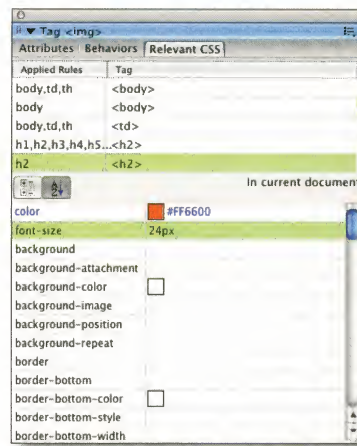 Tag <img>
Attributes Behaviors Relevant CSS
Applied Rules Tag
body,td,th <body>
body <body>
body,td,th <td>
h1,h2,h3,h4,h5...<h2>
h2 <h2>
In current document
color #FF6600
font-size 24px
background
background-attachment
background-color
background-image
background-position
background-repeat
border
border-bottom
border-bottom-color
border-bottom-style
border-bottom-width